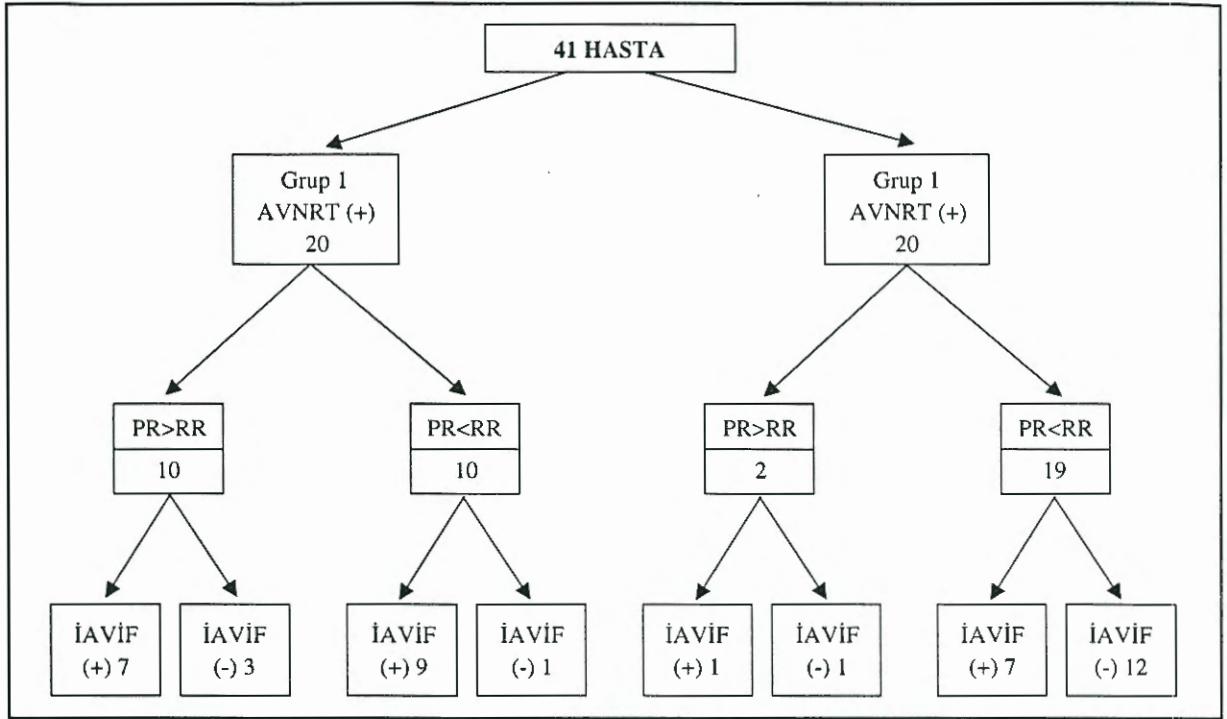 41 HASTA
Grup 1
AVNRT (+)
20
Grup 1
AVNRT (+)
20
PR>RR
10
PR<RR
10
PR>RR
2
PR<RR
19
İAVİF
(+) 7
İAVİF
(-) 3
İAVİF
(+) 9
İAVİF
(-) 1
İAVİF
(+) 1
İAVİF
(-) 1
İAVİF
(+) 7
İAVİF
(-) 12